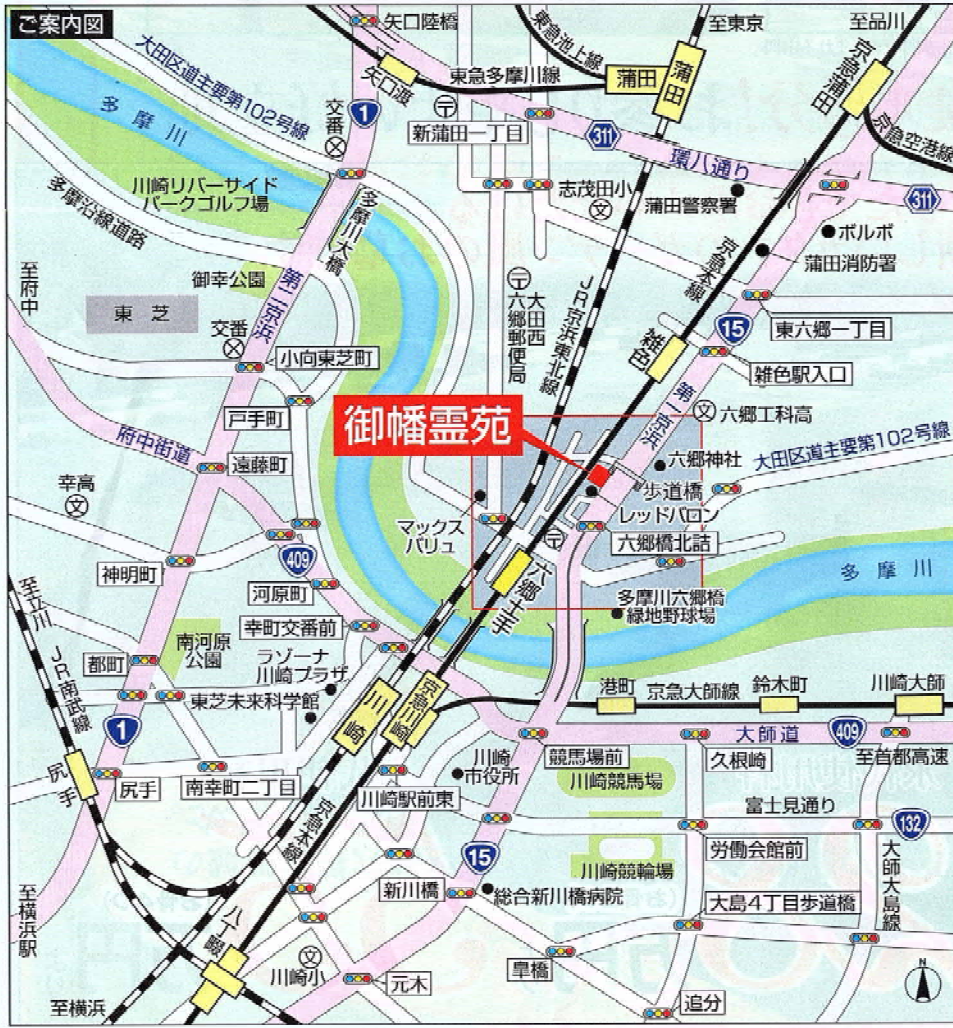 ご案内図
矢口陸橋
至東京
至品川
東急池上線
大田区道主要第102号線
矢口渡
東急多摩川線
蒲田
蒲田
京急蒲田
多摩川
交番
1
〒
新蒲田一丁目
311
環八通り
京急空港線
川崎リバーサイド
パークゴルフ場
多摩川大橋
志茂田小
文
蒲田警察署
311
多摩沿線道路
ボルボ
蒲田消防署
京急本線
至府中
御幸公園
第二京浜
〒
大田西
六郷郵便局
JR京浜東北線
東芝
交番
15
東六郷一丁目
小向東芝町
雑色
雑色駅入口
戸手町
御幡霊苑
第一京浜
文
六郷工科高
府中街道
遠藤町
六郷神社
大田区道主要第102号線
幸高
文
歩道橋
マックス
バリュ
レッドバロン
〒
六郷橋北詰
409
神明町
河原町
六郷土手
多摩川
至立川
多摩川六郷橋
緑地野球場
幸町交番前
JR南武線
南河原
公園
ラゾーナ
川崎プラザ
都町
東芝未来科学館
川崎
京急川崎
港町
京急大師線
鈴木町
川崎大師
1
大師道
409
尻手
尻手
南幸町二丁目
川崎
市役所
競馬場前
川崎競馬場
久根崎
至首都高速
京急本線
川崎駅前東
富士見通り
132
15
労働会館前
大師大島線
川崎競輪場
新川橋
総合新川橋病院
大島4丁目歩道橋
至横浜駅
八丁畷
文
川崎小
元木
皐橋
至横浜
追分
N